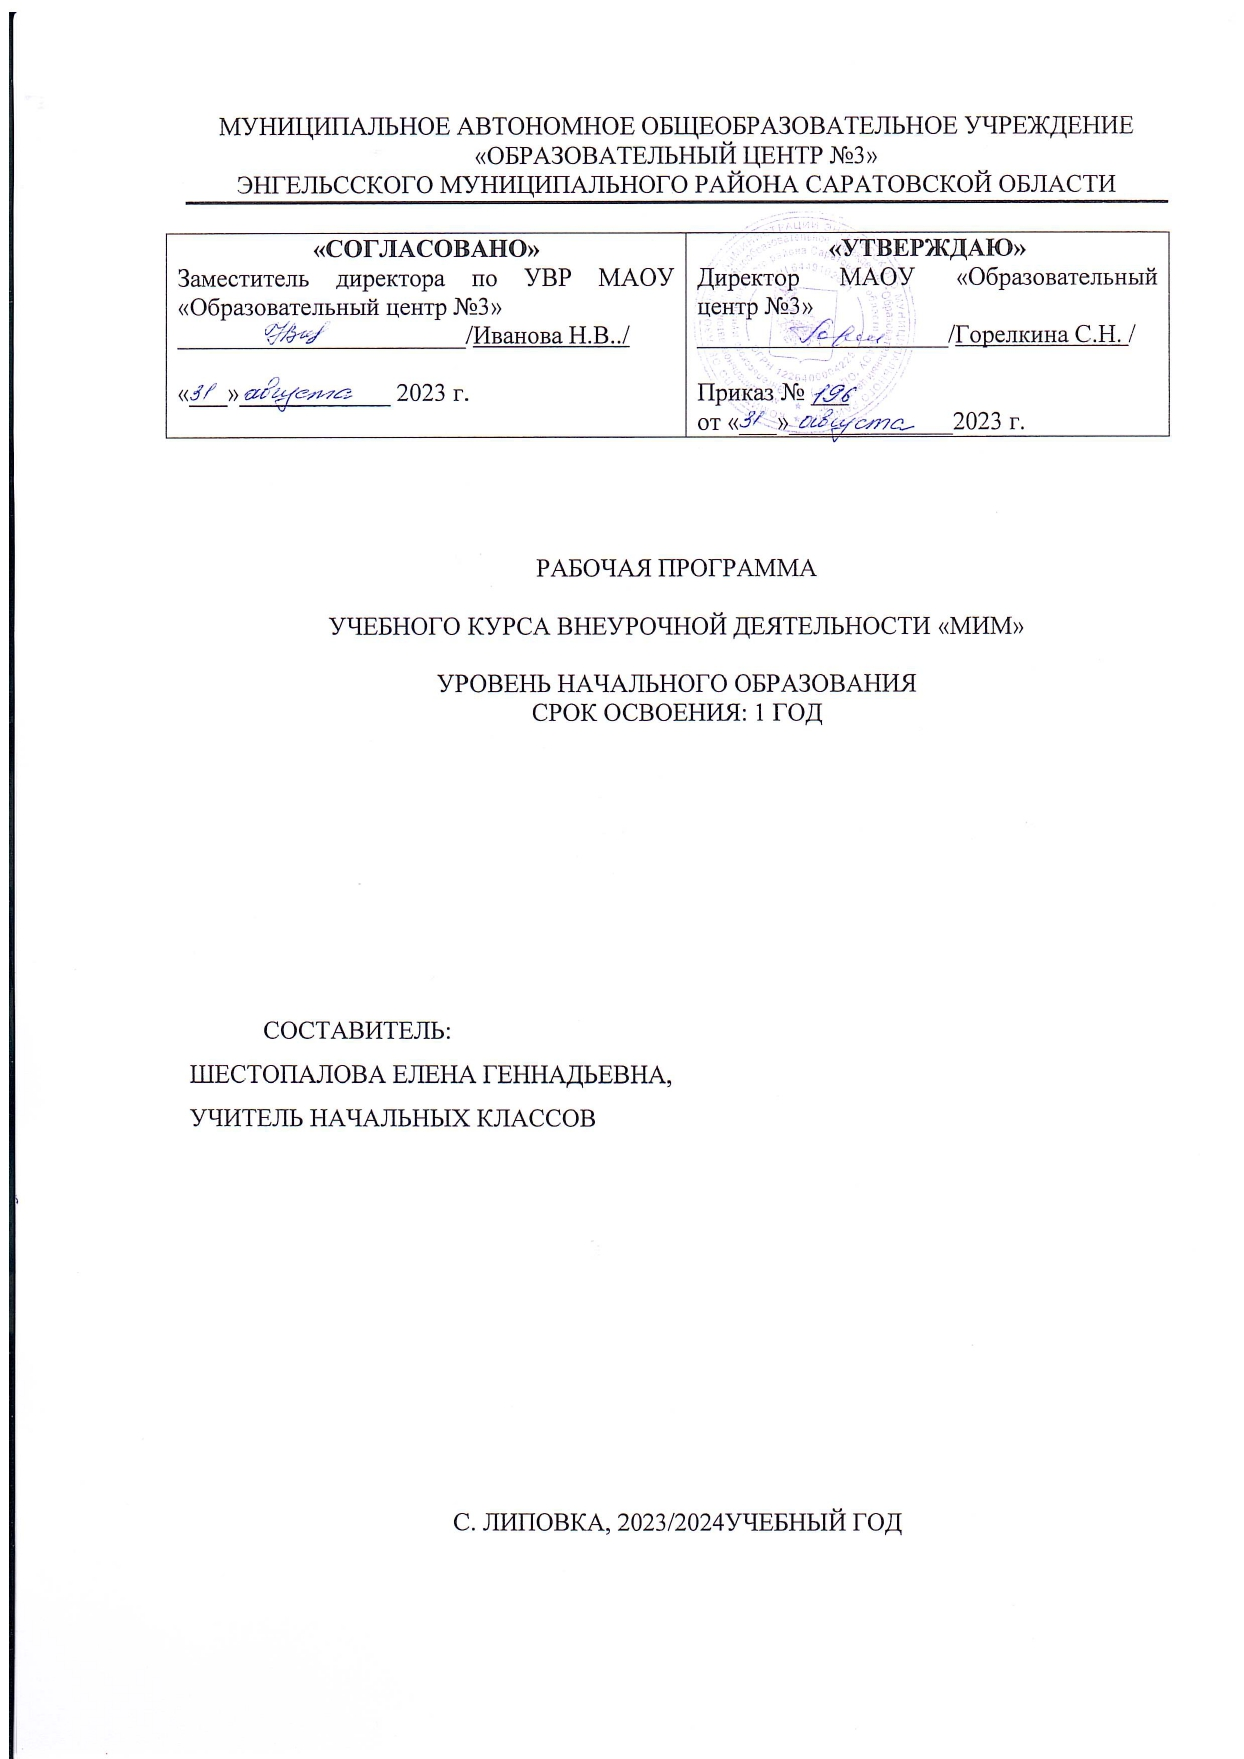 МУНИЦИПАЛЬНОЕ АВТОНОМНОЕ ОБЩЕОБРАЗОВАТЕЛЬНОЕ УЧРЕЖДЕНИЕ
«ОБРАЗОВАТЕЛЬНЫЙ ЦЕНТР №3»
ЭНГЕЛЬССКОГО МУНИЦИПАЛЬНОГО РАЙОНА САРАТОВСКОЙ ОБЛАСТИ
«СОГЛАСОВАНО»
Заместитель директора по УВР МАОУ
«Образовательный центр №3»
/Иванова Н.В../
«31» августа 2023 г.
«УТВЕРЖДАЮ»
Директор МАОУ «Образовательный
центр №3»
/Горелкина С.Н. /
Приказ № 196
от «31» августа 2023 г.
РАБОЧАЯ ПРОГРАММА
УЧЕБНОГО КУРСА ВНЕУРОЧНОЙ ДЕЯТЕЛЬНОСТИ «МИМ»
УРОВЕНЬ НАЧАЛЬНОГО ОБРАЗОВАНИЯ
СРОК ОСВОЕНИЯ: 1 ГОД
СОСТАВИТЕЛЬ:
ШЕСТОПАЛОВА ЕЛЕНА ГЕННАДЬЕВНА,
УЧИТЕЛЬ НАЧАЛЬНЫХ КЛАССОВ
С. ЛИПОВКА, 2023/2024УЧЕБНЫЙ ГОД